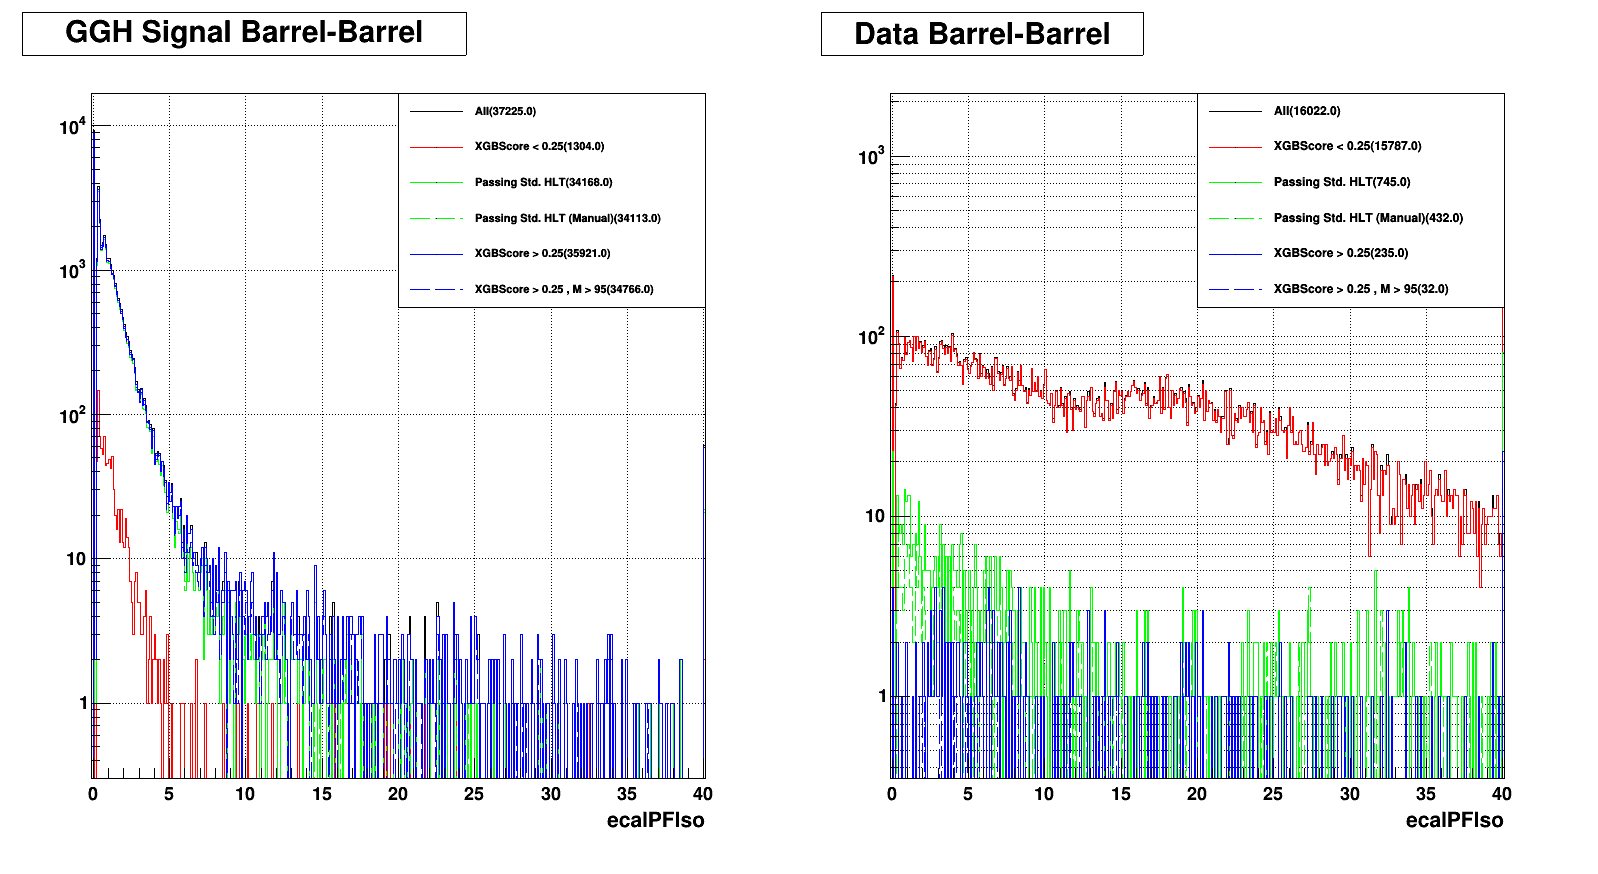 GGH Signal Barrel-Barrel
All(37225.0)
XGBScore < 0.25(1304.0)
Passing Std. HLT(34168.0)
Passing Std. HLT (Manual)(34113.0)
XGBScore > 0.25(35921.0)
XGBScore > 0.25 , M > 95(34766.0)
10^4
10^3
10^2
10
1
0 5 10 15 20 25 30 35 40
ecalPFIso
Data Barrel-Barrel
All(16022.0)
XGBScore < 0.25(15787.0)
Passing Std. HLT(745.0)
Passing Std. HLT (Manual)(432.0)
XGBScore > 0.25(235.0)
XGBScore > 0.25 , M > 95(32.0)
10^3
10^2
10
1
0 5 10 15 20 25 30 35 40
ecalPFIso